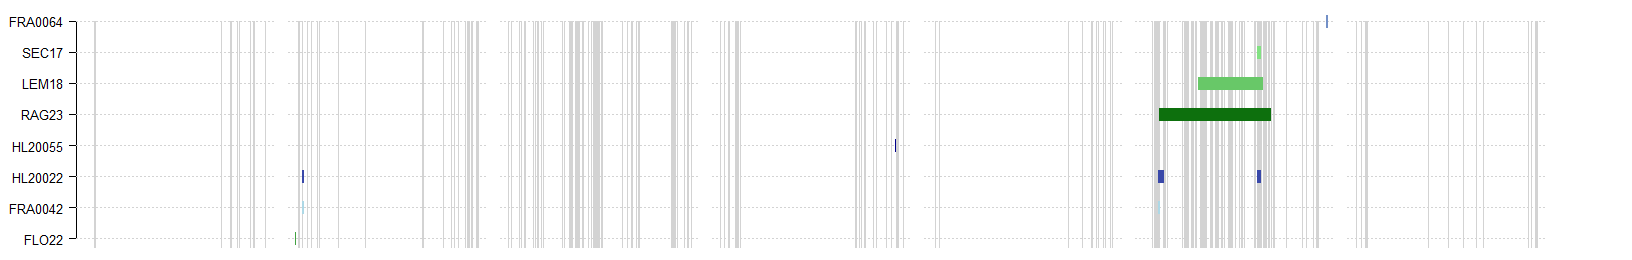 FRA0064
SEC17
LEM18
RAG23
HL20055
HL20022
FRA0042
FLO22